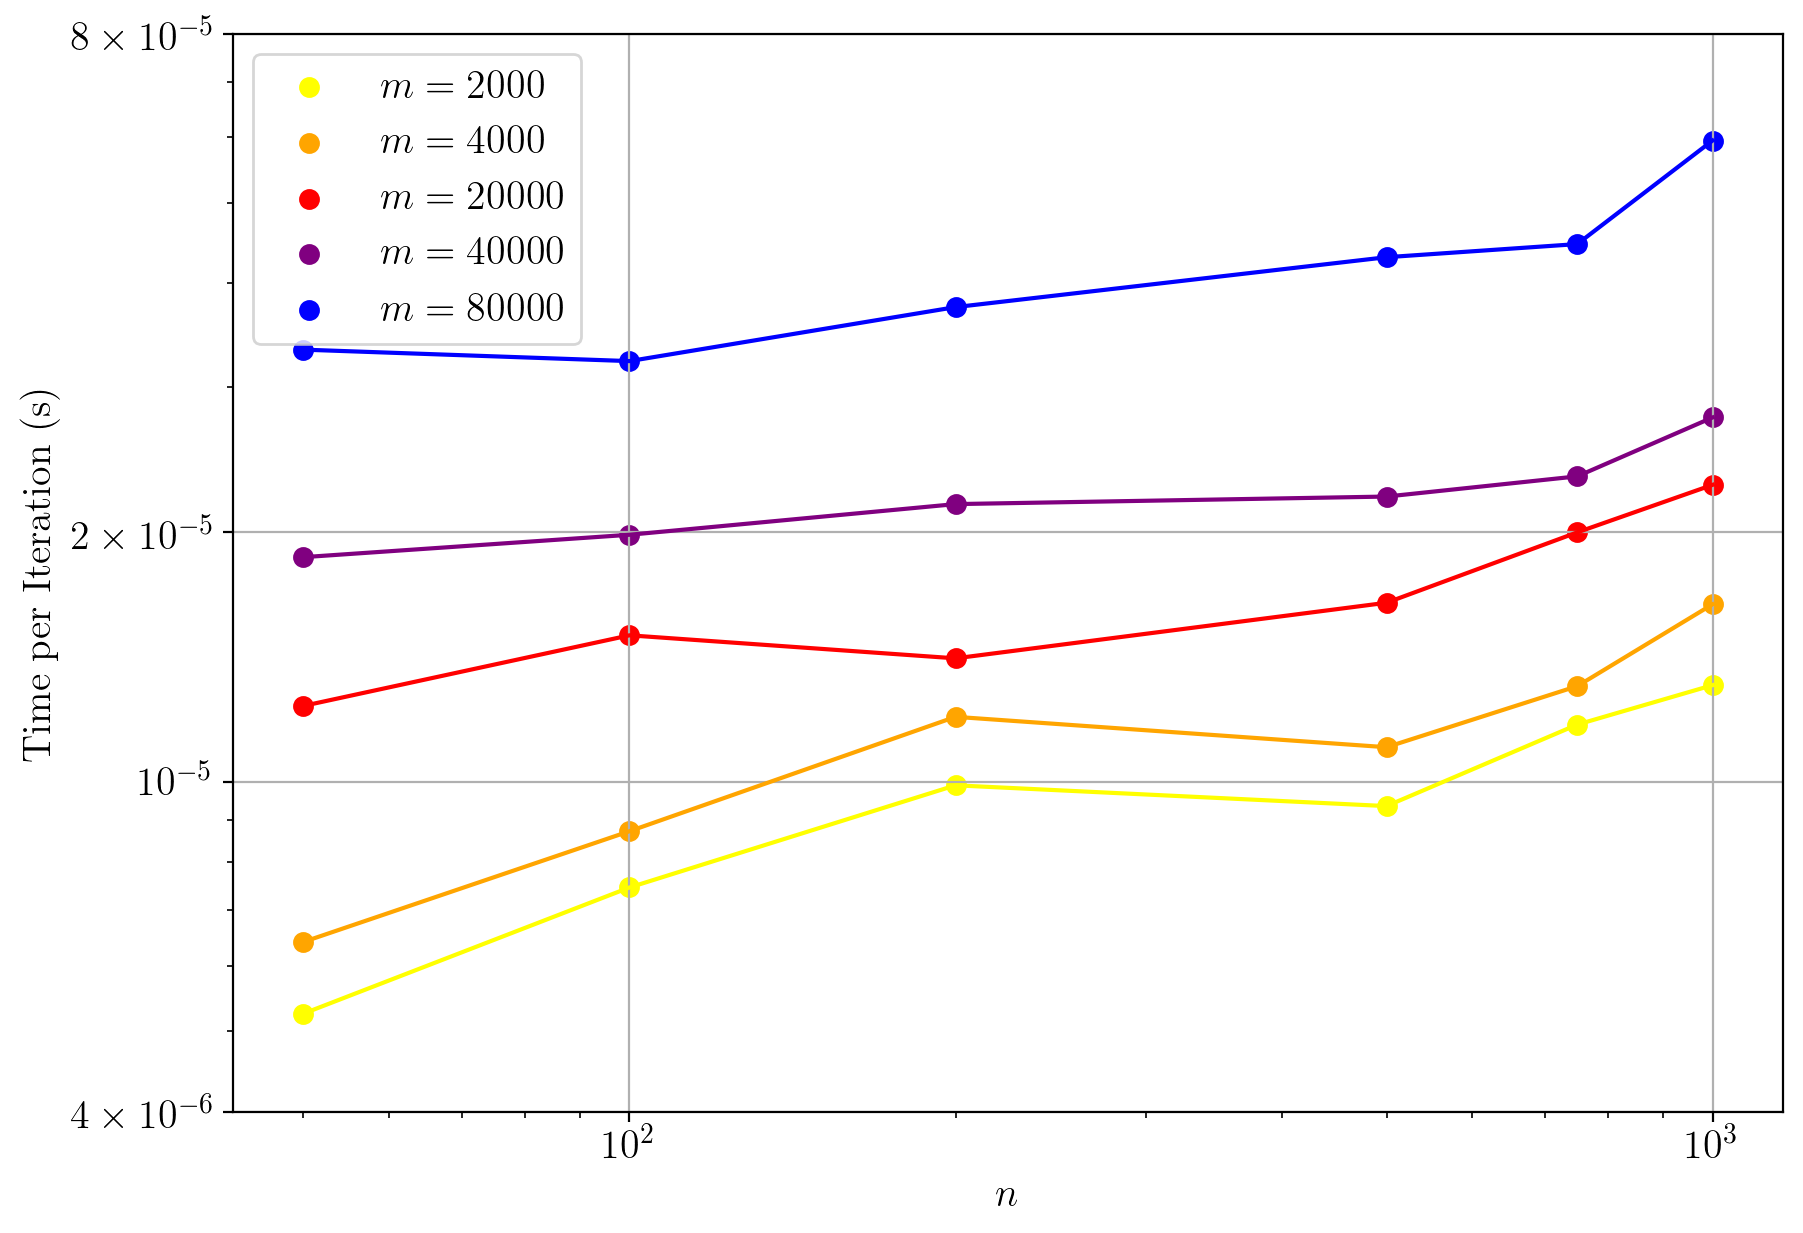 8 × 10⁻⁵
m = 2000
m = 4000
m = 20000
m = 40000
m = 80000
Time per Iteration (s)
2 × 10⁻⁵
10⁻⁵
4 × 10⁻⁶
10² 10³
n